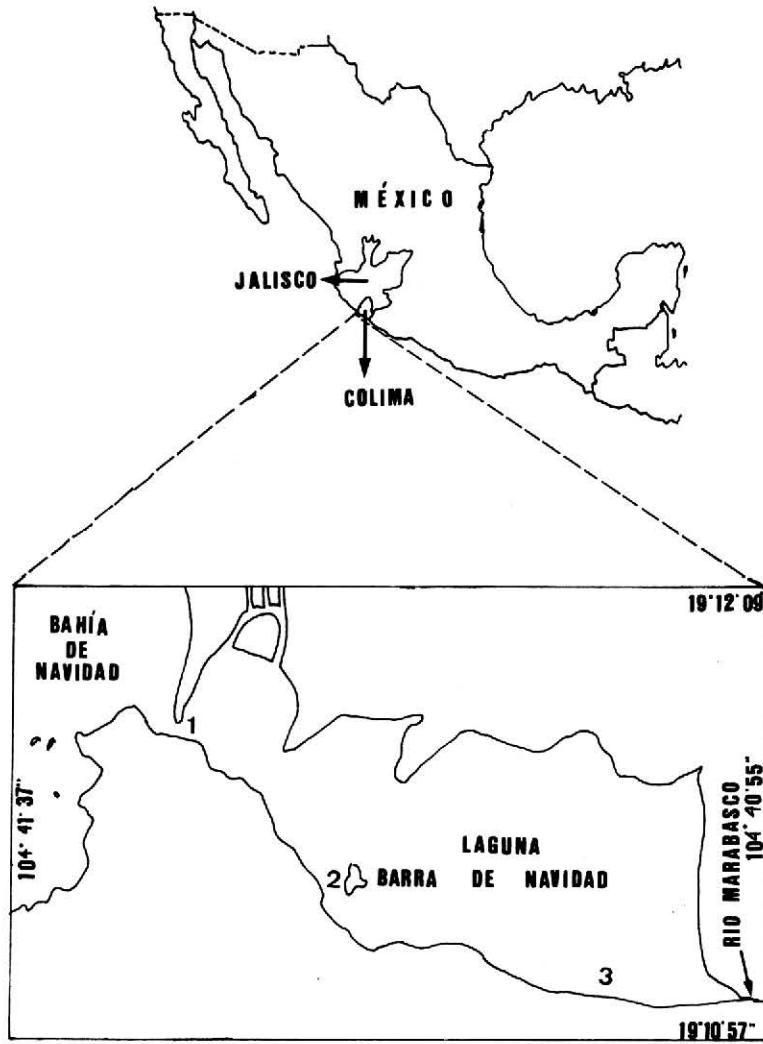 MÉXICO
JALISCO
COLIMA
19°12'09"
BAHÍA
DE
NAVIDAD
1
104° 41' 37"
LAGUNA
2 BARRA DE NAVIDAD
RIO MARABASCO
104° 40' 55"
3
19°10'57"